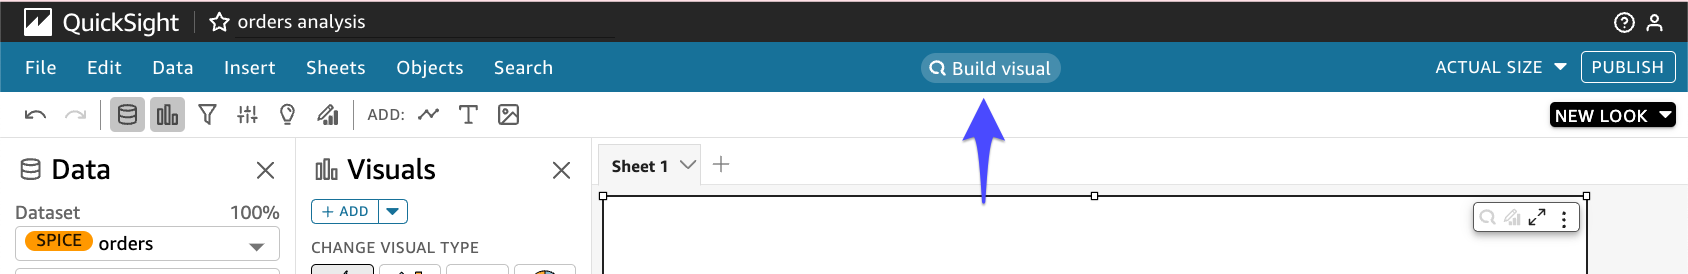 QuickSight orders analysis
File Edit Data Insert Sheets Objects Search Build visual ACTUAL SIZE PUBLISH
ADD: NEW LOOK
Data Visuals Sheet 1
Dataset 100% + ADD
SPICE orders CHANGE VISUAL TYPE